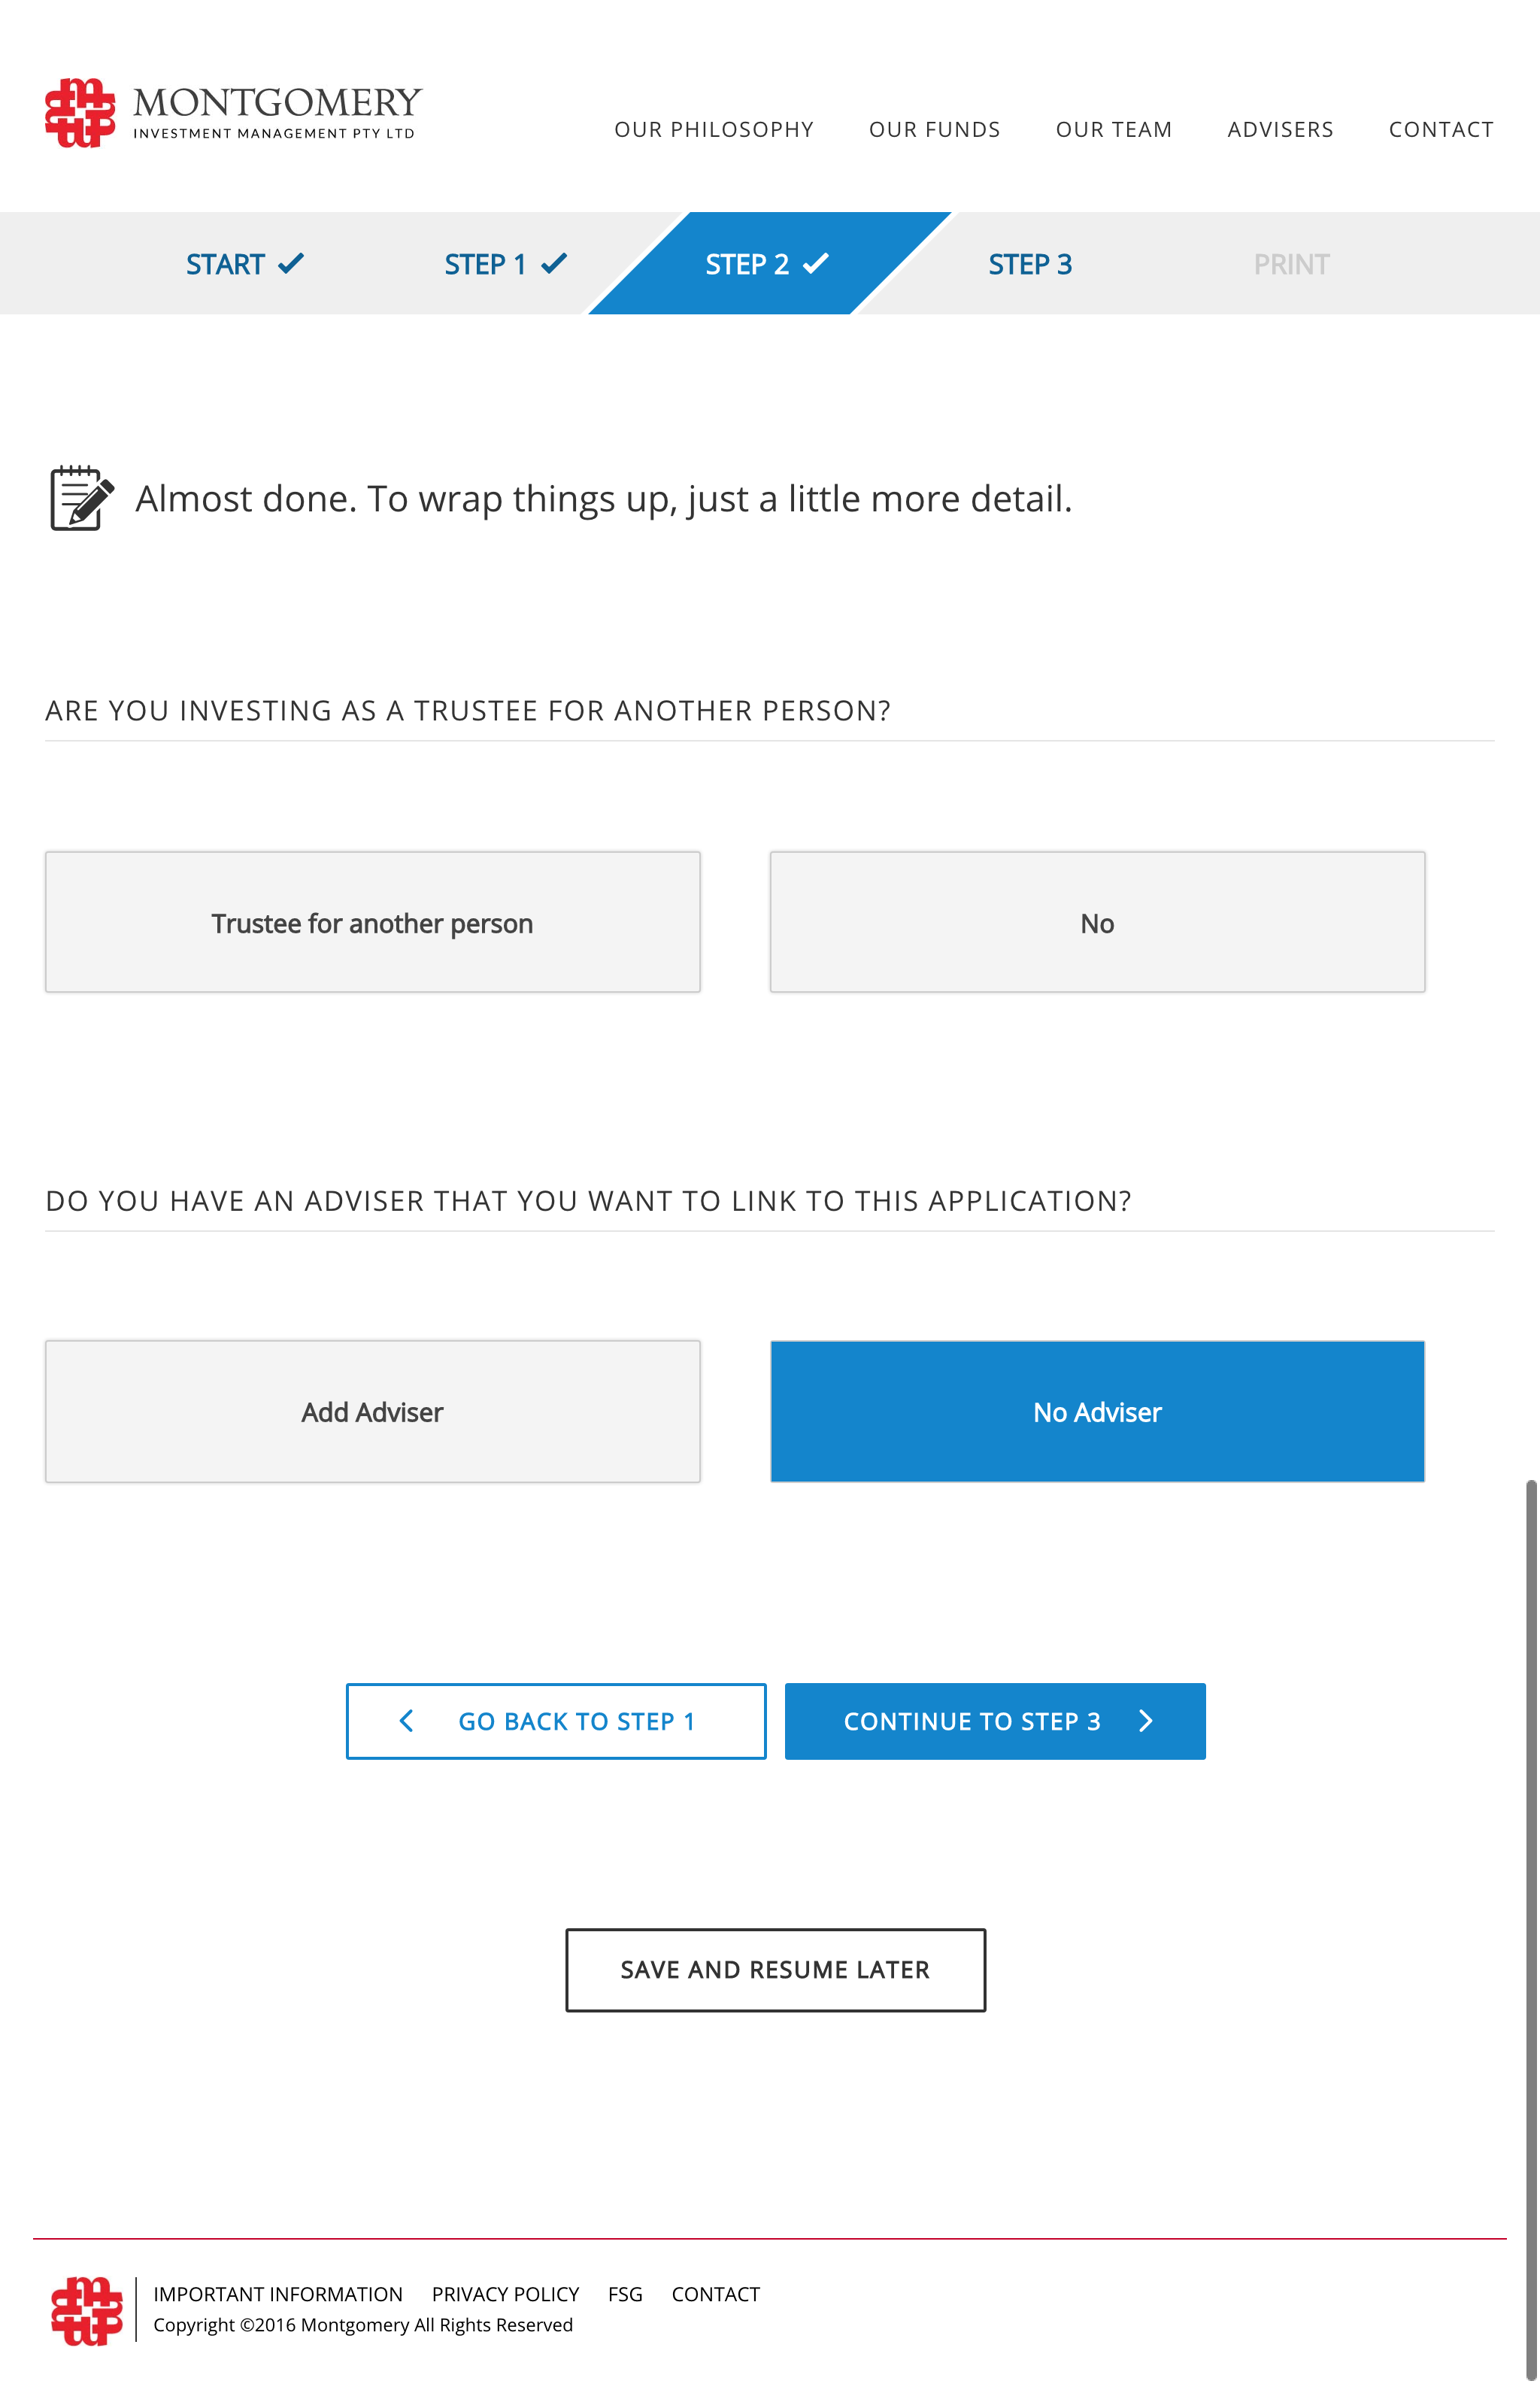 MONTGOMERY
INVESTMENT MANAGEMENT PTY LTD
OUR PHILOSOPHY OUR FUNDS OUR TEAM ADVISERS CONTACT
START STEP 1 STEP 2 STEP 3 PRINT
Almost done. To wrap things up, just a little more detail.
ARE YOU INVESTING AS A TRUSTEE FOR ANOTHER PERSON?
Trustee for another person No
DO YOU HAVE AN ADVISER THAT YOU WANT TO LINK TO THIS APPLICATION?
Add Adviser No Adviser
GO BACK TO STEP 1 CONTINUE TO STEP 3
SAVE AND RESUME LATER
IMPORTANT INFORMATION PRIVACY POLICY FSG CONTACT
Copyright ©2016 Montgomery All Rights Reserved